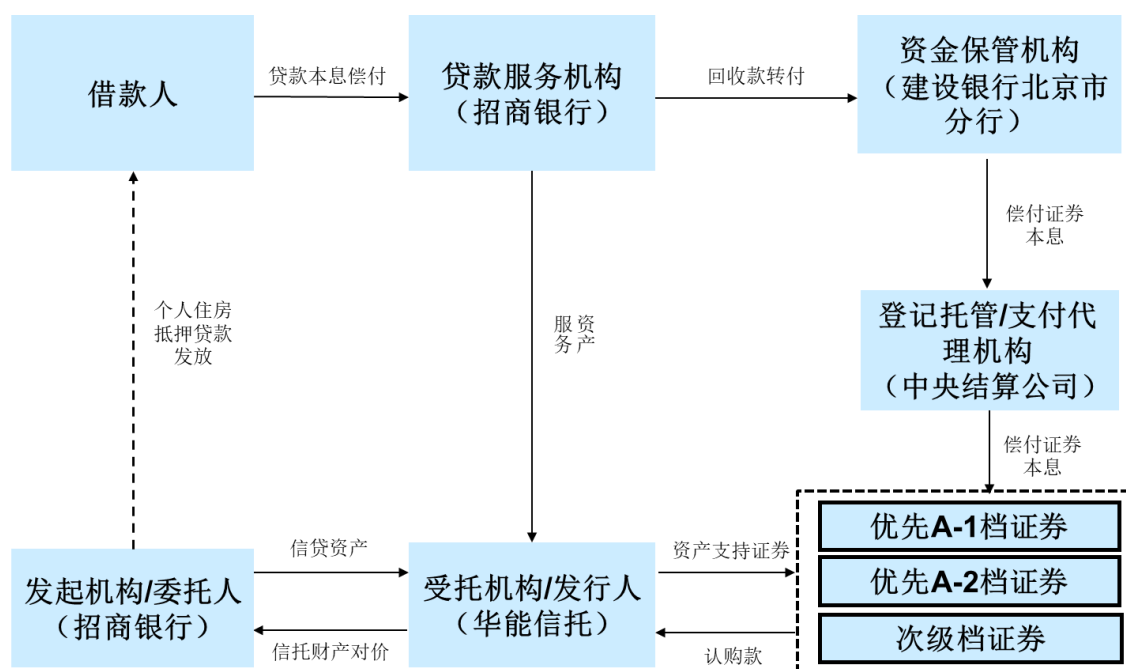 借款人
贷款本息偿付
贷款服务机构
（招商银行）
回收款转付
资金保管机构
（建设银行北京市
分行）
偿付证券
本息
个人住房
抵押贷款
发放
服资
务产
登记托管/支付代
理机构
（中央结算公司）
偿付证券
本息
发起机构/委托人
（招商银行）
信贷资产
信托财产对价
受托机构/发行人
（华能信托）
资产支持证券
认购款
优先A-1档证券
优先A-2档证券
次级档证券